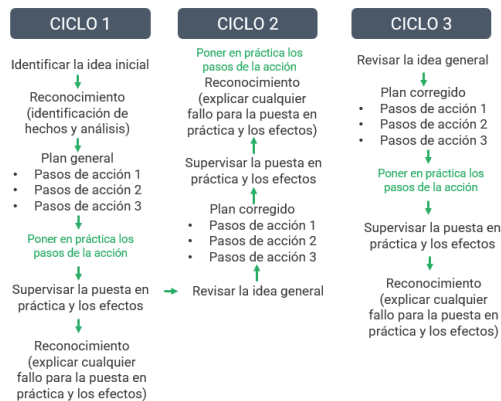 CICLO 1
Identificar la idea inicial
Reconocimiento
(identificación de
hechos y análisis)
Plan general
• Pasos de acción 1
• Pasos de acción 2
• Pasos de acción 3
Poner en práctica los
pasos de la acción
Supervisar la puesta en
práctica y los efectos
Reconocimiento
(explicar cualquier
fallo para la puesta en
práctica y los efectos)
CICLO 2
Poner en práctica los
pasos de la acción
Reconocimiento
(explicar cualquier
fallo para la puesta en
práctica y los efectos)
Supervisar la puesta en
práctica y los efectos
Plan corregido
• Pasos de acción 1
• Pasos de acción 2
• Pasos de acción 3
Revisar la idea general
CICLO 3
Revisar la idea general
Plan corregido
• Pasos de acción 1
• Pasos de acción 2
• Pasos de acción 3
Poner en práctica los
pasos de la acción
Supervisar la puesta en
práctica y los efectos
Reconocimiento
(explicar cualquier
fallo para la puesta en
práctica y los efectos)